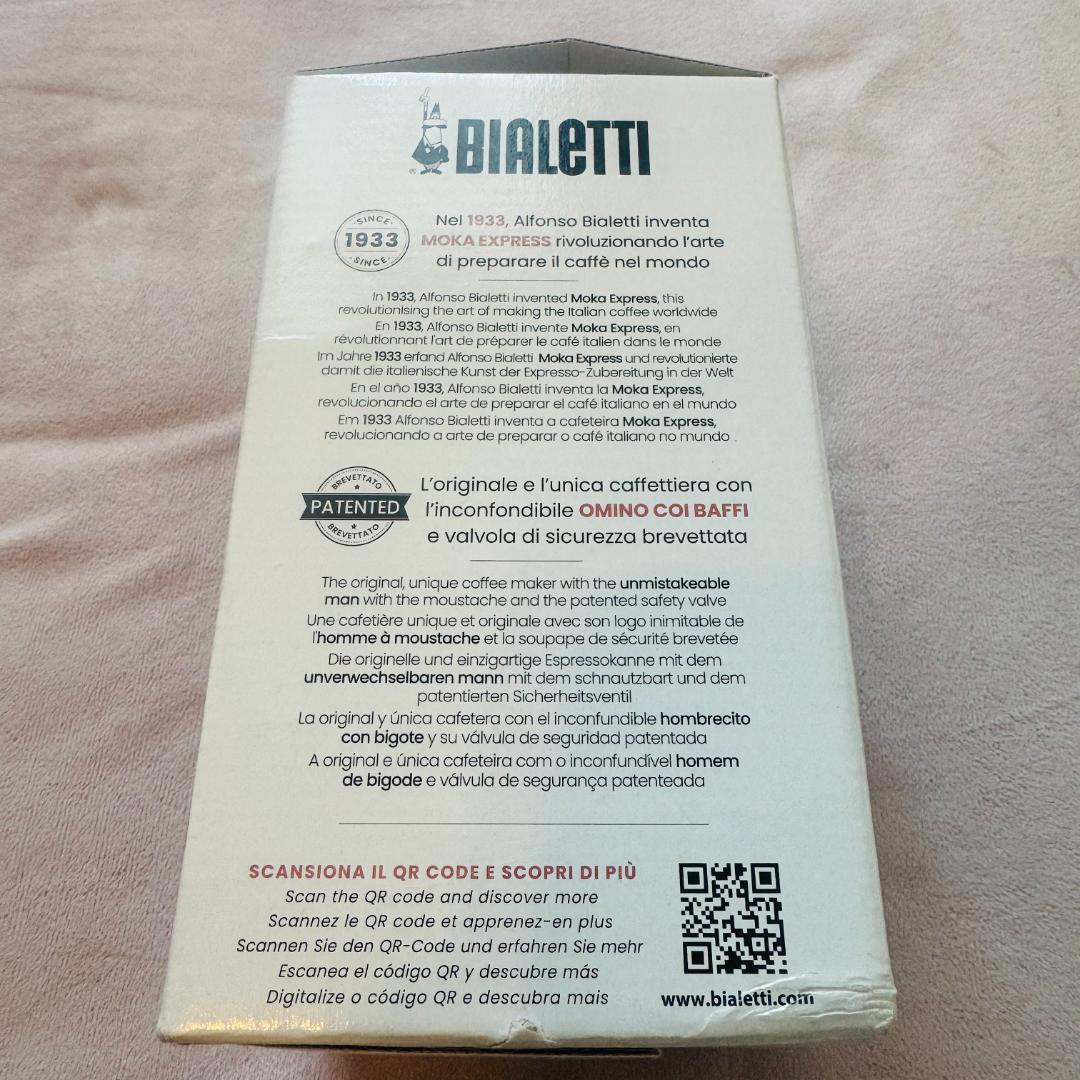 BIALETTI
®
SINCE
1933
SINCE
Nel 1933, Alfonso Bialetti inventa
MOKA EXPRESS rivoluzionando l'arte
di preparare il caffè nel mondo
In 1933, Alfonso Bialetti invented Moka Express, this
revolutionising the art of making the Italian coffee worldwide
En 1933, Alfonso Bialetti invente Moka Express, en
révolutionnant l'art de préparer le café italien dans le monde
Im Jahre 1933 erfand Alfonso Bialetti Moka Express und revolutionierte
damit die italienische Kunst der Expresso-Zubereitung in der Welt
En el año 1933, Alfonso Bialetti inventa la Moka Express,
revolucionando el arte de preparar el café italiano en el mundo
Em 1933 Alfonso Bialetti inventa a cafeteira Moka Express,
revolucionando a arte de preparar o café italiano no mundo .
BREVETTATO
PATENTED
BREVETTATO
L'originale e l'unica caffettiera con
l'inconfondibile OMINO COI BAFFI
e valvola di sicurezza brevettata
The original, unique coffee maker with the unmistakeable
man with the moustache and the patented safety valve
Une cafetière unique et originale avec son logo inimitable de
l'homme à moustache et la soupape de sécurité brevetée
Die originelle und einzigartige Espressokanne mit dem
unverwechselbaren mann mit dem schnautzbart und dem
patentierten Sicherheitsventil
La original y única cafetera con el inconfundible hombrecito
con bigote y su válvula de seguridad patentada
A original e única cafeteira com o inconfundível homem
de bigode e válvula de segurança patenteada
SCANSIONA IL QR CODE E SCOPRI DI PIÙ
Scan the QR code and discover more
Scannez le QR code et apprenez-en plus
Scannen Sie den QR-Code und erfahren Sie mehr
Escanea el código QR y descubre más
Digitalize o código QR e descubra mais
www.bialetti.com